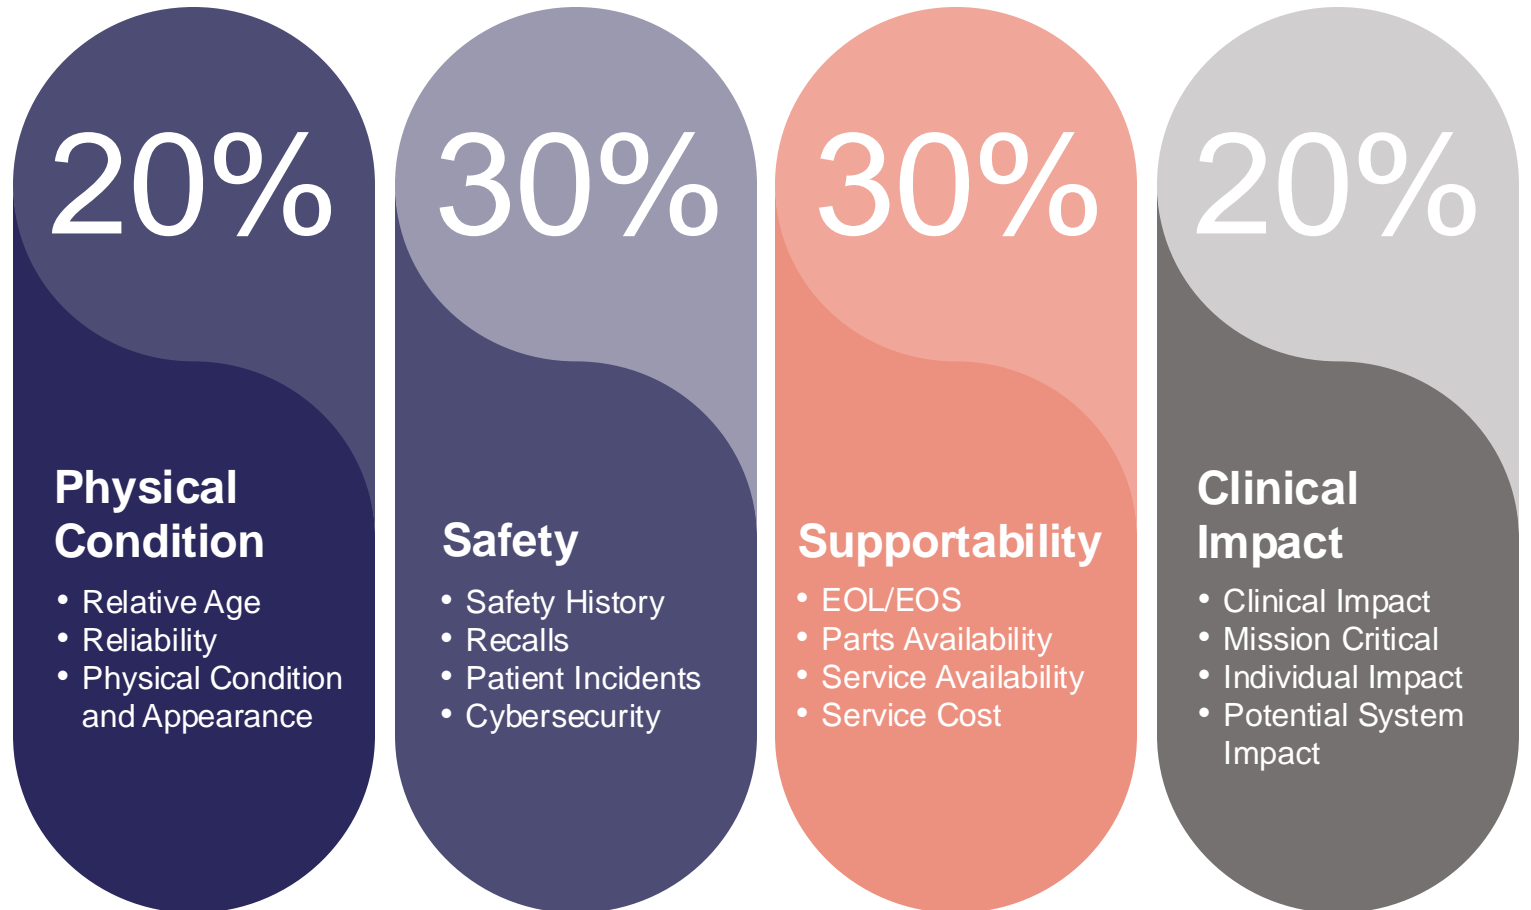 20%
Physical
Condition
• Relative Age
• Reliability
• Physical Condition
and Appearance
30%
Safety
• Safety History
• Recalls
• Patient Incidents
• Cybersecurity
30%
Supportability
• EOL/EOS
• Parts Availability
• Service Availability
• Service Cost
20%
Clinical
Impact
• Clinical Impact
• Mission Critical
• Individual Impact
• Potential System
Impact